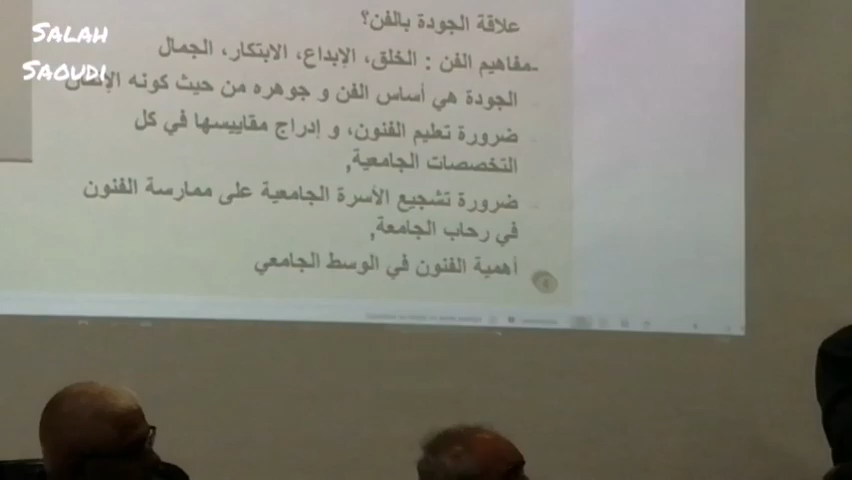 SALAH
SAOUDI
علاقة الجودة بالفن؟
-مفاهيم الفن : الخلق، الإبداع، الابتكار، الجمال
الجودة هي أساس الفن و جوهره من حيث كونه
- ضرورة تعليم الفنون، و إدراج مقاييسها في كل
التخصصات الجامعية,
- ضرورة تشجيع الأسرة الجامعية على ممارسة الفنون
في رحاب الجامعة,
أهمية الفنون في الوسط الجامعي